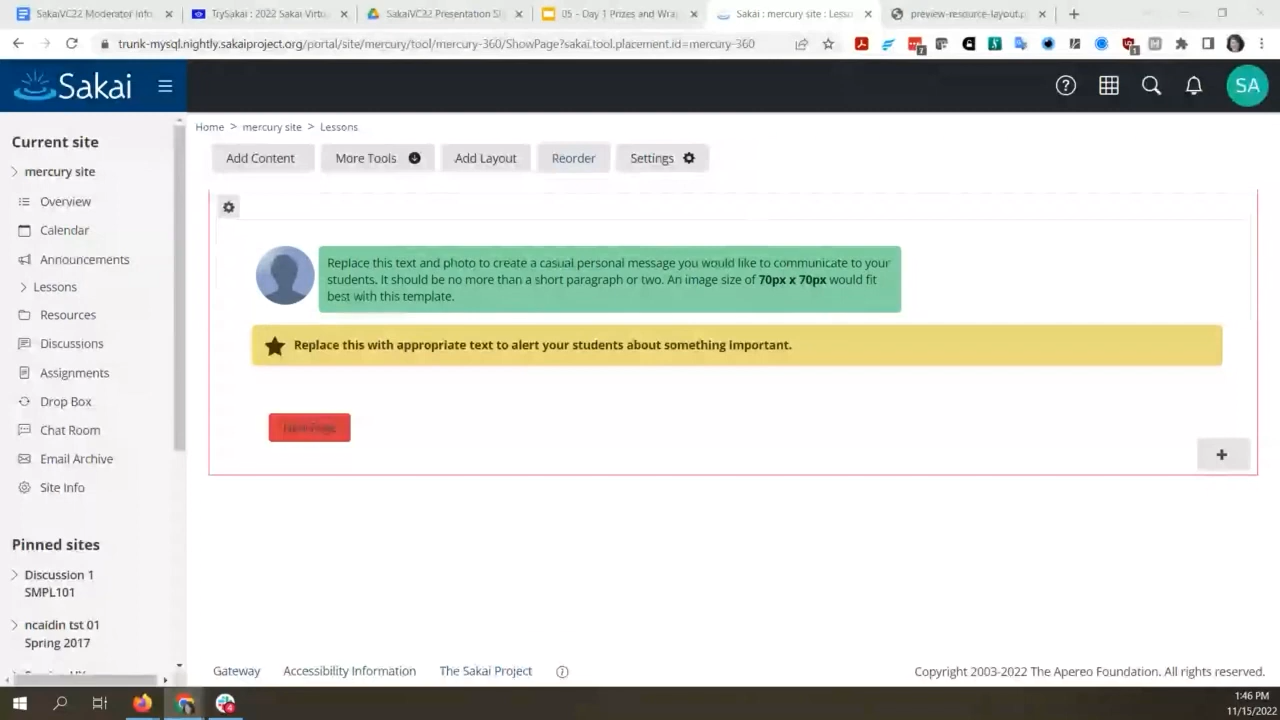 SakaiVC22 Moderator Info
TrySakai : 2022 Sakai Virtu
SakaiVC22 Presentation Sl
05 - Day 1 Prizes and Wra
Sakai : mercury site : Lesso
preview-resource-layout.p
trunk-mysql.nightly.sakaiproject.org/portal/site/mercury/tool/mercury-360/ShowPage?sakai.tool.placement.id=mercury-360
Sakai
SA
Current site
mercury site
Overview
Calendar
Announcements
Lessons
Resources
Discussions
Assignments
Drop Box
Chat Room
Email Archive
Site Info
Pinned sites
Discussion 1
SMPL101
ncaidin tst 01
Spring 2017
Home > mercury site > Lessons
Add Content
More Tools
Add Layout
Reorder
Settings
Replace this text and photo to create a casual personal message you would like to communicate to your
students. It should be no more than a short paragraph or two. An image size of 70px x 70px would fit
best with this template.
Replace this with appropriate text to alert your students about something important.
+
Gateway
Accessibility Information
The Sakai Project
Copyright 2003-2022 The Apereo Foundation. All rights reserved.
1:46 PM
11/15/2022